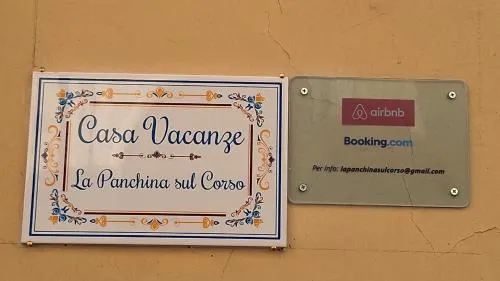 Casa Vacanze
La Panchina sul Corso
airbnb
Booking.com
Per info: lapanchinasulcorso@gmail.com